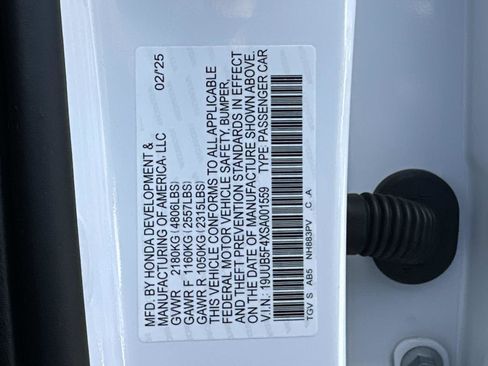 MFD. BY HONDA DEVELOPMENT & 02/25
MANUFACTURING OF AMERICA, LLC
GVWR 2180KG(4806LBS)
GAWR F 1160KG(2557LBS)
GAWR R 1050KG(2315LBS)
THIS VEHICLE CONFORMS TO ALL APPLICABLE
FEDERAL MOTOR VEHICLE SAFETY, BUMPER,
AND THEFT PREVENTION STANDARDS IN EFFECT
ON THE DATE OF MANUFACTURE SHOWN ABOVE.
V.I.N.: 19UUB5F4XSA001559 TYPE PASSENGER CAR
TGV S AB5 NH883PV C A